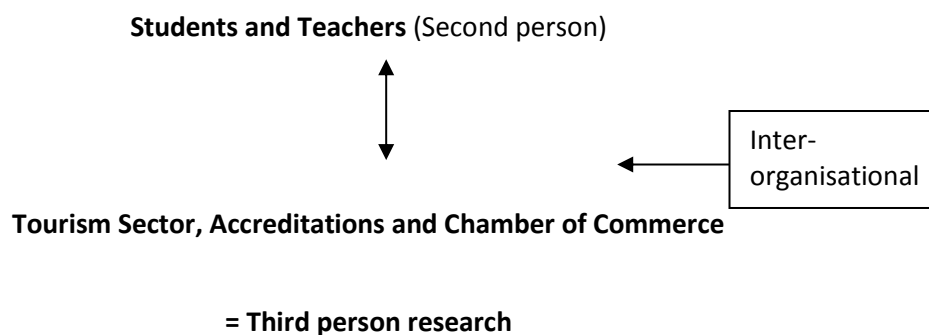 Students and Teachers (Second person)
Inter-
organisational
Tourism Sector, Accreditations and Chamber of Commerce
= Third person research